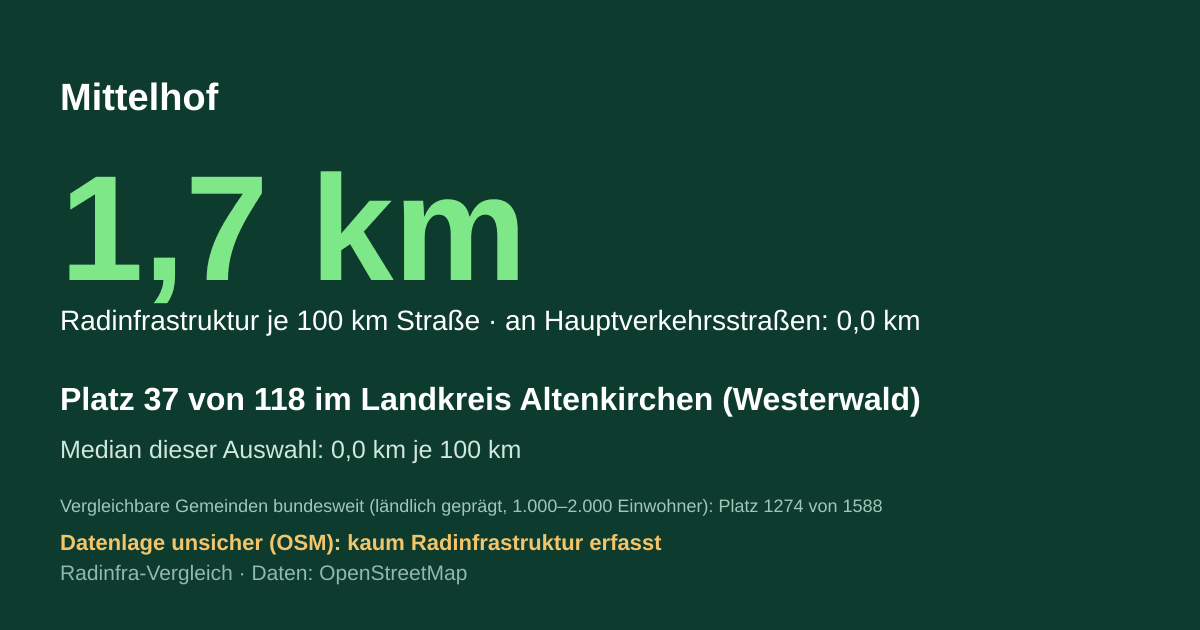 Mittelhof
1,7 km
Radinfrastruktur je 100 km Straße · an Hauptverkehrsstraßen: 0,0 km
Platz 37 von 118 im Landkreis Altenkirchen (Westerwald)
Median dieser Auswahl: 0,0 km je 100 km
Vergleichbare Gemeinden bundesweit (ländlich geprägt, 1.000–2.000 Einwohner): Platz 1274 von 1588
Datenlage unsicher (OSM): kaum Radinfrastruktur erfasst
Radinfra-Vergleich · Daten: OpenStreetMap